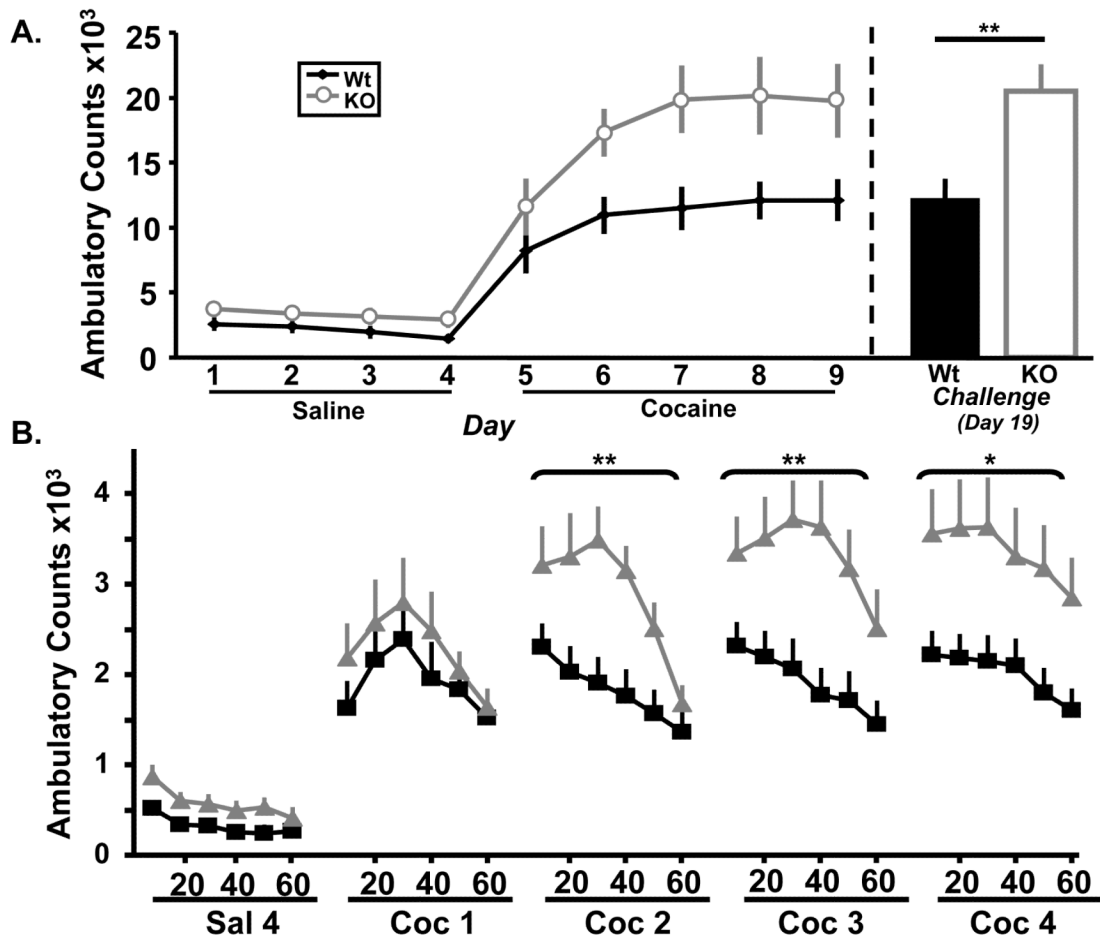 A.
Ambulatory Counts x10³
25
20
15
10
5
0
Wt
KO
**
1 2 3 4 5 6 7 8 9
Saline
Cocaine
Day
Wt KO
Challenge
(Day 19)
B.
Ambulatory Counts x10³
4
3
2
1
0
** ** *
20 40 60 20 40 60 20 40 60 20 40 60 20 40 60
Sal 4 Coc 1 Coc 2 Coc 3 Coc 4